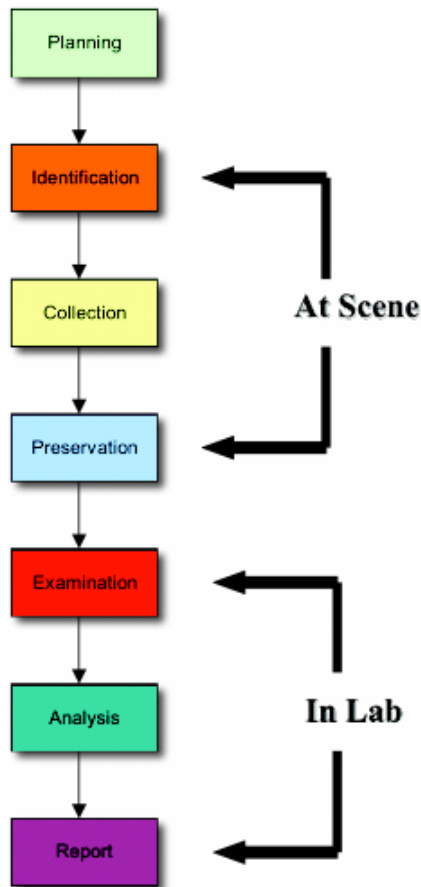 Planning
Identification
At Scene
Collection
Preservation
Examination
In Lab
Analysis
Report